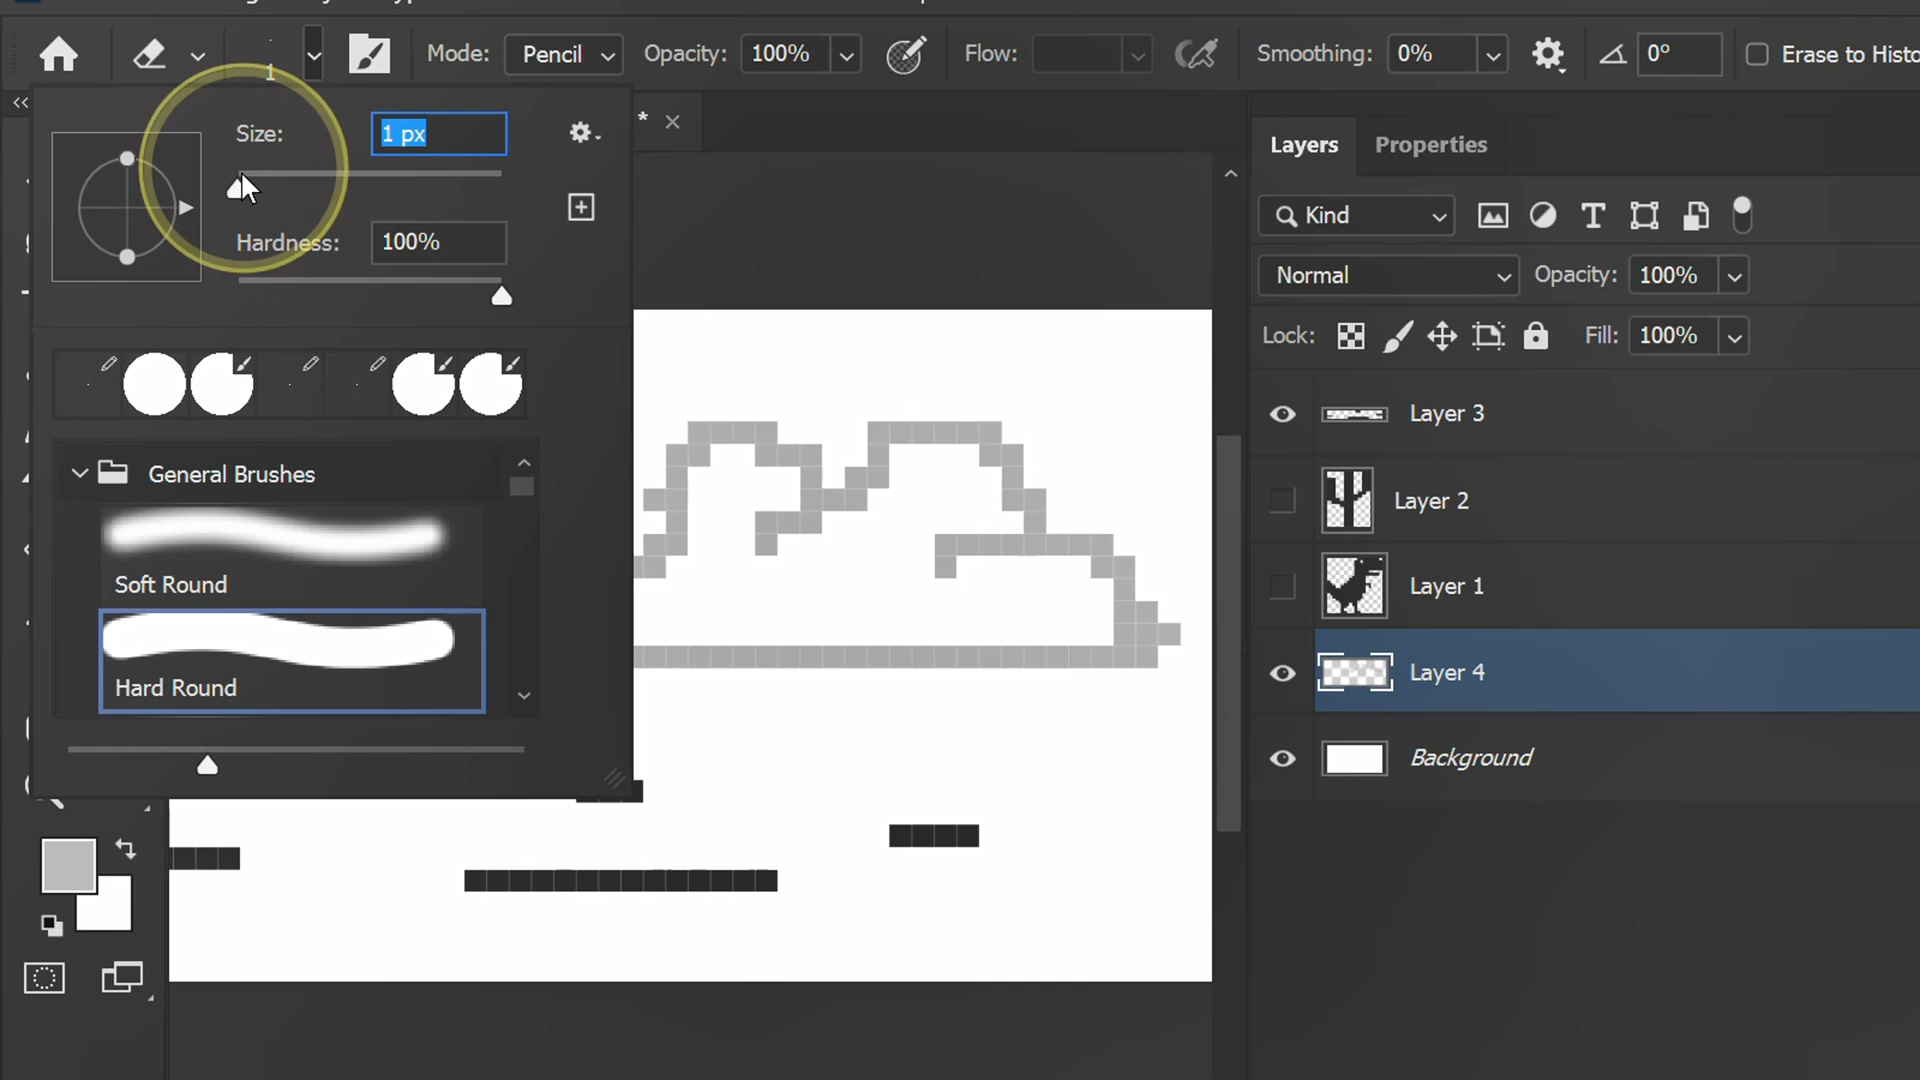 1
Mode: Pencil Opacity: 100% Flow: Smoothing: 0% 0° Erase to Histo
Size: 1 px
*
Hardness: 100%
General Brushes
Soft Round
Hard Round
Layers Properties
Kind
Normal Opacity: 100%
Lock: Fill: 100%
Layer 3
Layer 2
Layer 1
Layer 4
Background